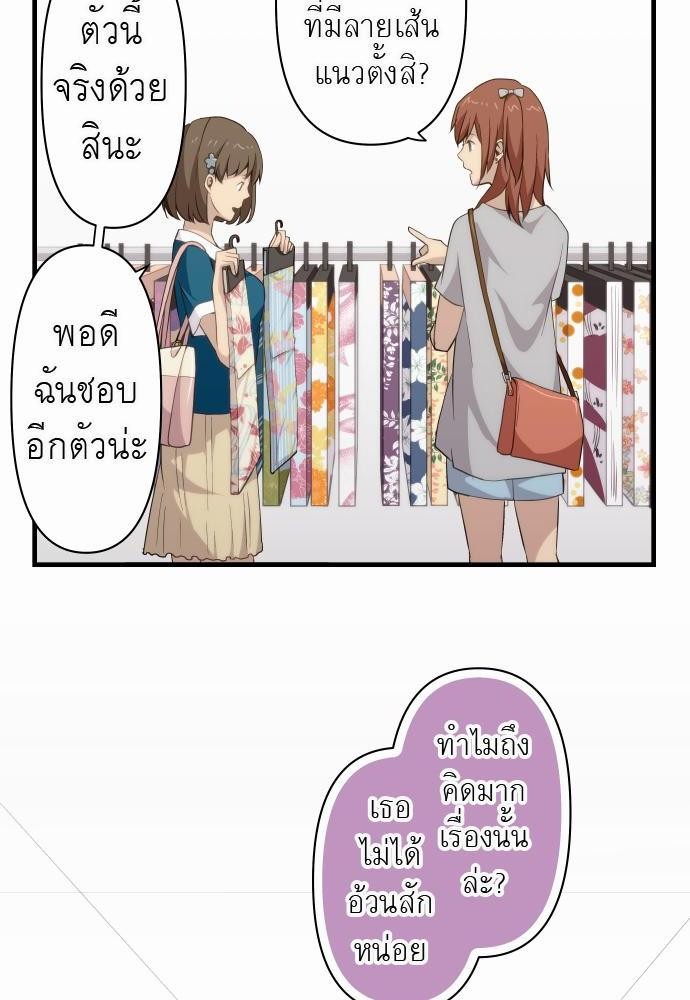 ที่มีลายเส้น
แนวตั้งสิ?
ตัวนี้
จริงด้วย
สินะ
พอดี
ฉันชอบ
อีกตัวน่ะ
ทำไมถึง
คิดมาก
เรื่องนั้น
ล่ะ?
เธอ
ไม่ได้
อ้วนสัก
หน่อย